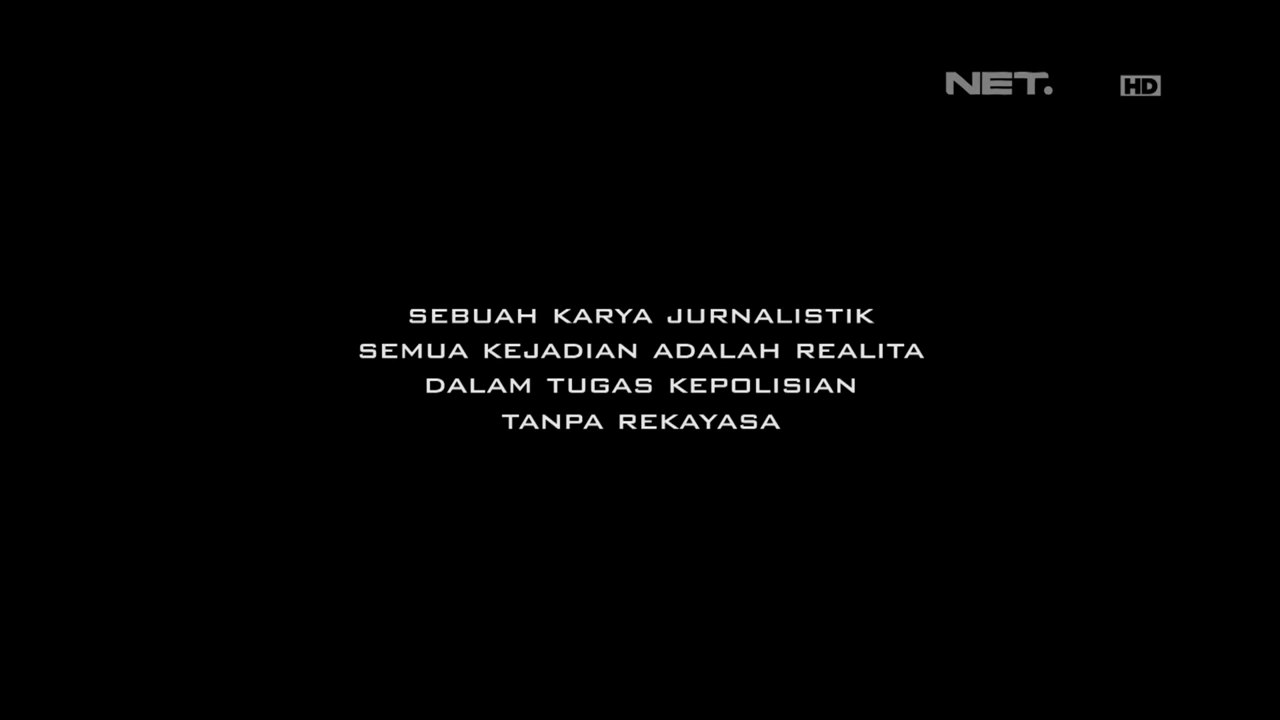 NET. HD
SEBUAH KARYA JURNALISTIK
SEMUA KEJADIAN ADALAH REALITA
DALAM TUGAS KEPOLISIAN
TANPA REKAYASA